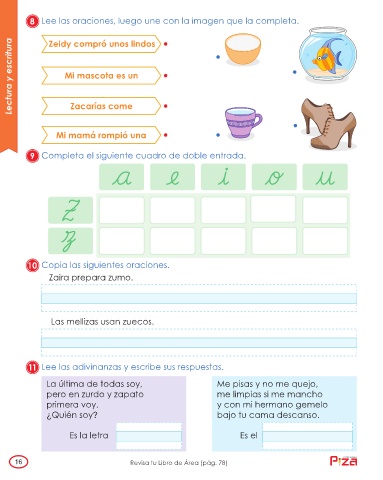 Lectura y escritura
8 Lee las oraciones, luego une con la imagen que la completa.
Zeidy compró unos lindos
Mi mascota es un
Zacarías come
Mi mamá rompió una
9 Completa el siguiente cuadro de doble entrada.
a e i o u
Z
z
10 Copia las siguientes oraciones.
Zaira prepara zumo.
Las mellizas usan zuecos.
11 Lee las adivinanzas y escribe sus respuestas.
La última de todas soy,
pero en zurdo y zapato
primera voy.
¿Quién soy?
Es la letra
Me pisas y no me quejo,
me limpias si me mancho
y con mi hermano gemelo
bajo tu cama descanso.
Es el
16
Revisa tu Libro de Área (pág. 78)
PIZA